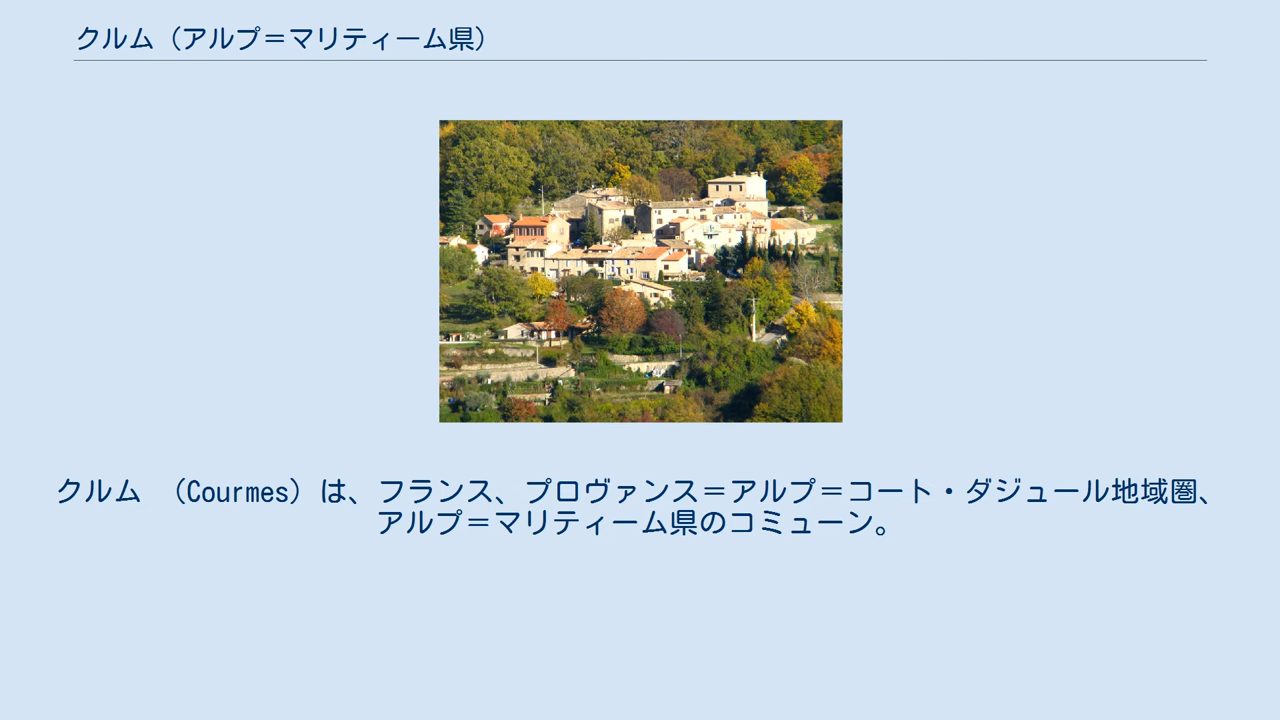 クルム（アルプ＝マリティーム県）
クルム （Courmes）は、フランス、プロヴァンス＝アルプ＝コート・ダジュール地域圏、
アルプ＝マリティーム県のコミューン。